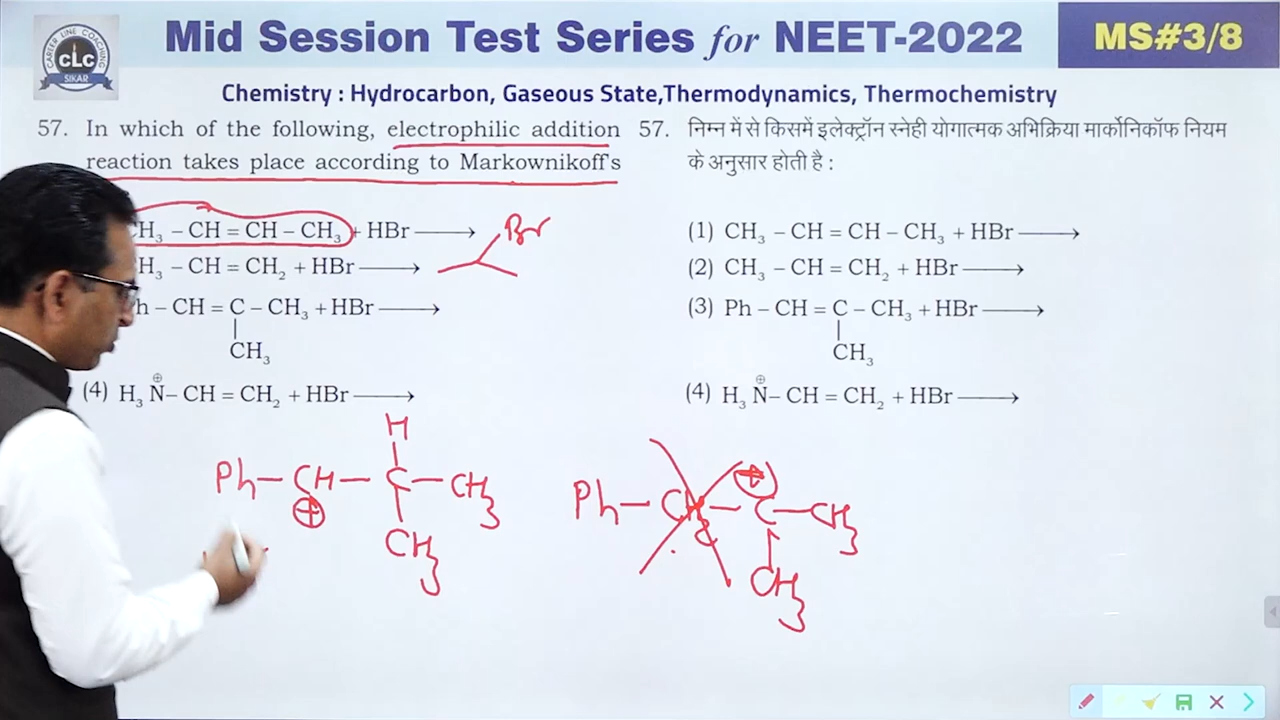 Mid Session Test Series for NEET-2022
MS#3/8
CAREER LINE COACHING
CLC
SIKAR
Chemistry : Hydrocarbon, Gaseous State,Thermodynamics, Thermochemistry
57. In which of the following, electrophilic addition
reaction takes place according to Markownikoff's
CH₃ – CH = CH – CH₃ + HBr ⟶
Br
H₃ – CH = CH₂ + HBr ⟶
h – CH = C – CH₃ + HBr ⟶
|
CH₃
⊕
(4) H₃ N– CH = CH₂ + HBr ⟶
57. निम्न में से किसमें इलेक्ट्रॉन स्नेही योगात्मक अभिक्रिया मार्कोनिकॉफ नियम
के अनुसार होती है :
(1) CH₃ – CH = CH – CH₃ + HBr ⟶
(2) CH₃ – CH = CH₂ + HBr ⟶
(3) Ph – CH = C – CH₃ + HBr ⟶
|
CH₃
⊕
(4) H₃ N– CH = CH₂ + HBr ⟶
H
Ph – CH – C – CH₃
⊕
CH₃
⊕
Ph – CH₂ – C – CH₃
CH₃